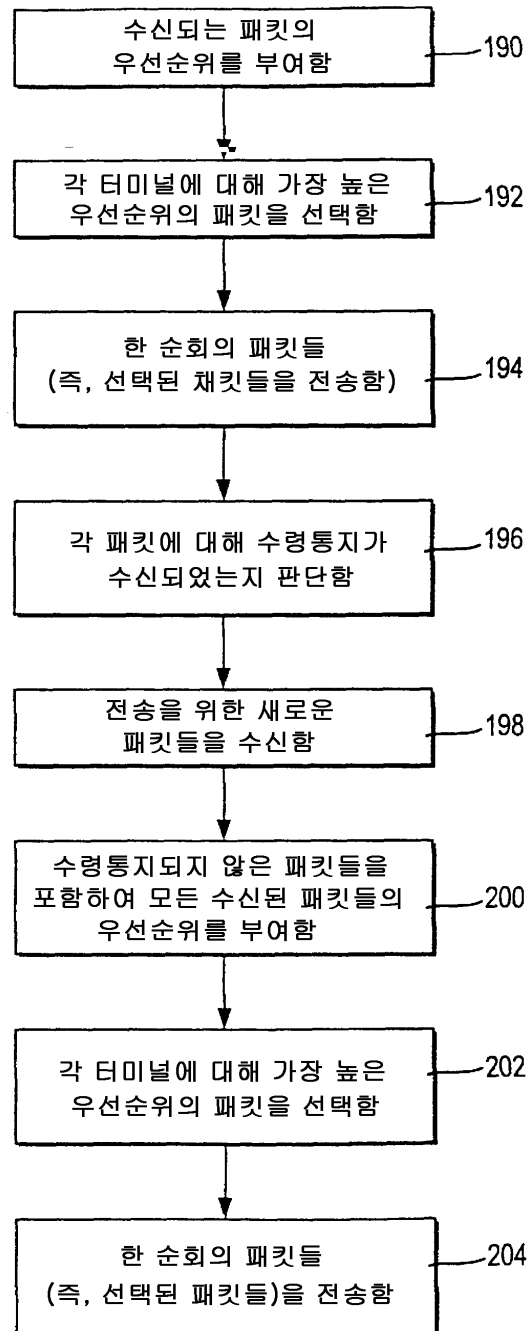 수신되는 패킷의
우선순위를 부여함
190
각 터미널에 대해 가장 높은
우선순위의 패킷을 선택함
192
한 순회의 패킷들
(즉, 선택된 채킷들을 전송함)
194
각 패킷에 대해 수령통지가
수신되었는지 판단함
196
전송을 위한 새로운
패킷들을 수신함
198
수령통지되지 않은 패킷들을
포함하여 모든 수신된 패킷들의
우선순위를 부여함
200
각 터미널에 대해 가장 높은
우선순위의 패킷을 선택함
202
한 순회의 패킷들
(즉, 선택된 패킷들)을 전송함
204